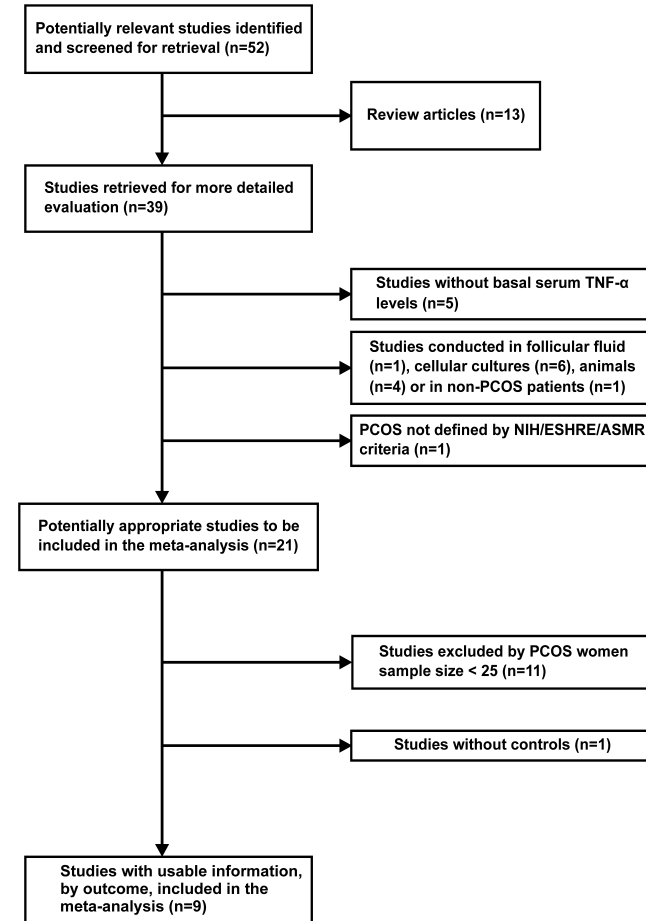 Potentially relevant studies identified
and screened for retrieval (n=52)
Review articles (n=13)
Studies retrieved for more detailed
evaluation (n=39)
Studies without basal serum TNF-α
levels (n=5)
Studies conducted in follicular fluid
(n=1), cellular cultures (n=6), animals
(n=4) or in non-PCOS patients (n=1)
PCOS not defined by NIH/ESHRE/ASMR
criteria (n=1)
Potentially appropriate studies to be
included in the meta-analysis (n=21)
Studies excluded by PCOS women
sample size < 25 (n=11)
Studies without controls (n=1)
Studies with usable information,
by outcome, included in the
meta-analysis (n=9)